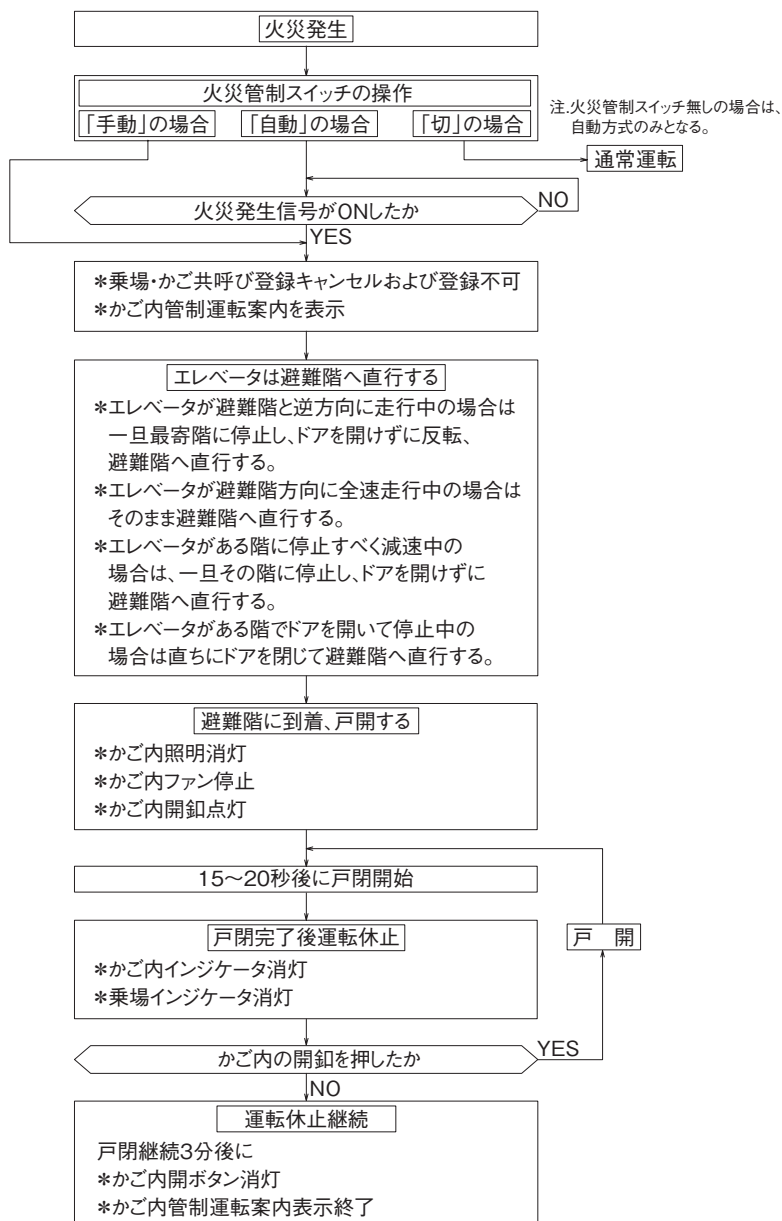 火災発生
火災管制スイッチの操作
「手動」の場合 「自動」の場合 「切」の場合
注.火災管制スイッチ無しの場合は、
自動方式のみとなる。
通常運転
火災発生信号がONしたか
NO
YES
*乗場・かご共呼び登録キャンセルおよび登録不可
*かご内管制運転案内を表示
エレベータは避難階へ直行する
*エレベータが避難階と逆方向に走行中の場合は
一旦最寄階に停止し、ドアを開けずに反転、
避難階へ直行する。
*エレベータが避難階方向に全速走行中の場合は
そのまま避難階へ直行する。
*エレベータがある階に停止すべく減速中の
場合は、一旦その階に停止し、ドアを開けずに
避難階へ直行する。
*エレベータがある階でドアを開いて停止中の
場合は直ちにドアを閉じて避難階へ直行する。
避難階に到着、戸開する
*かご内照明消灯
*かご内ファン停止
*かご内開釦点灯
15〜20秒後に戸閉開始
戸閉完了後運転休止
*かご内インジケータ消灯
*乗場インジケータ消灯
戸 開
かご内の開釦を押したか
YES
NO
運転休止継続
戸閉継続3分後に
*かご内開ボタン消灯
*かご内管制運転案内表示終了